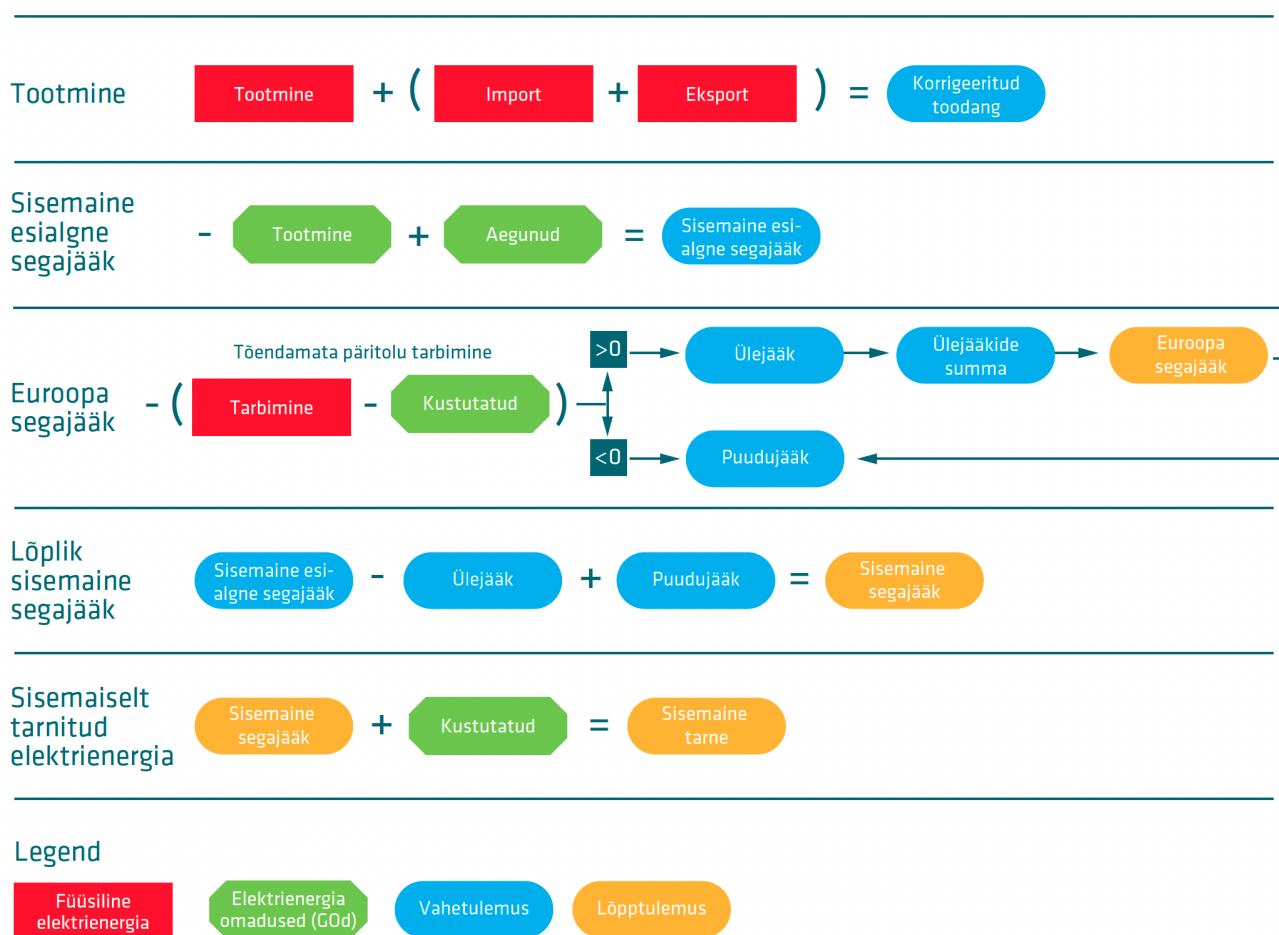 Tootmine
Tootmine + ( Import + Eksport ) = Korrigeeritud
toodang
Sisemaine
esialgne
segajääk
- Tootmine + Aegunud = Sisemaine esi-
algne segajääk
Euroopa
segajääk
Tõendamata päritolu tarbimine
- ( Tarbimine - Kustutatud )
>0
Ülejääk
Ülejääkide
summa
Euroopa
segajääk
<0
Puudujääk
Lõplik
sisemaine
segajääk
Sisemaine esi-
algne segajääk
- Ülejääk + Puudujääk = Sisemaine
segajääk
Sisemaiselt
tarnitud
elektrienergia
Sisemaine
segajääk
+ Kustutatud = Sisemaine
tarne
Legend
Füüsiline
elektrienergia
Elektrienergia
omadused (GOd)
Vahetulemus
Lõpptulemus